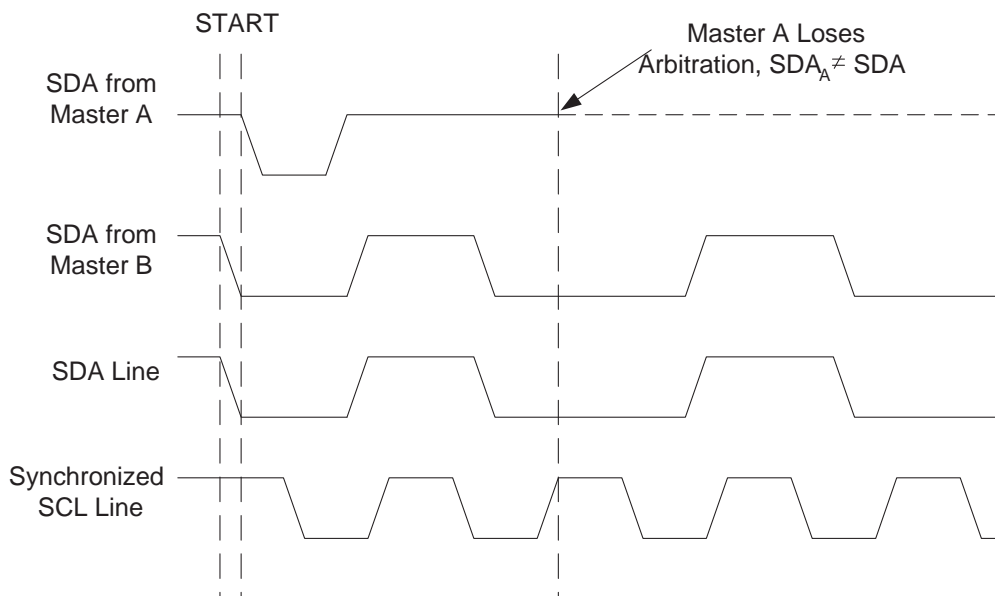 START
Master A Loses
Arbitration, SDA_A ≠ SDA
SDA from
Master A
SDA from
Master B
SDA Line
Synchronized
SCL Line